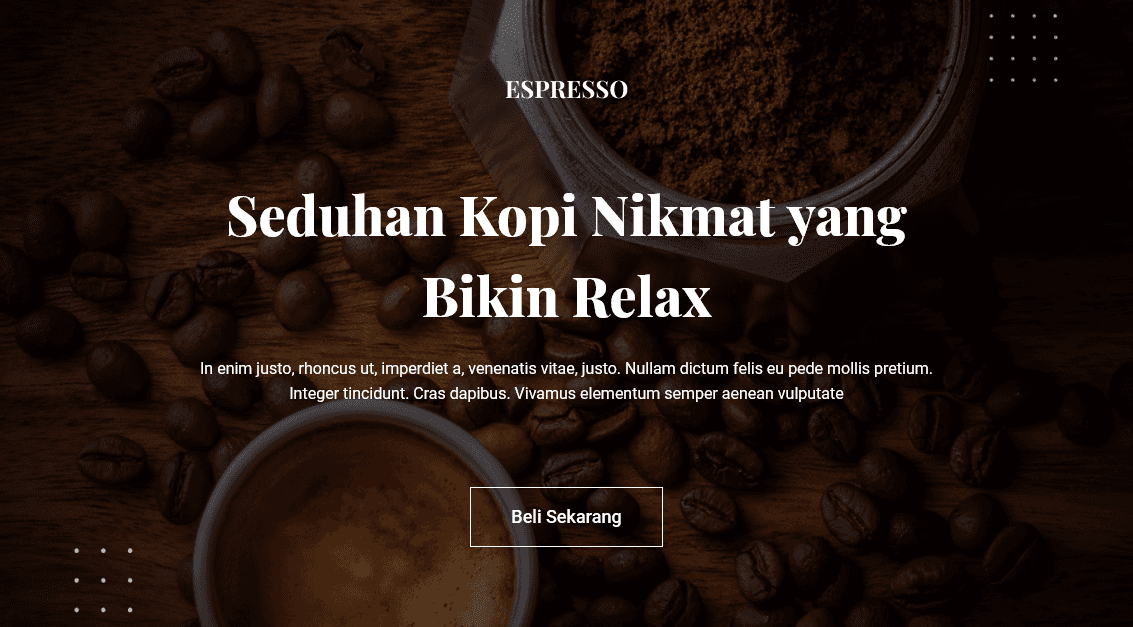 ESPRESSO
Seduhan Kopi Nikmat yang
Bikin Relax
In enim justo, rhoncus ut, imperdiet a, venenatis vitae, justo. Nullam dictum felis eu pede mollis pretium.
Integer tincidunt. Cras dapibus. Vivamus elementum semper aenean vulputate
Beli Sekarang